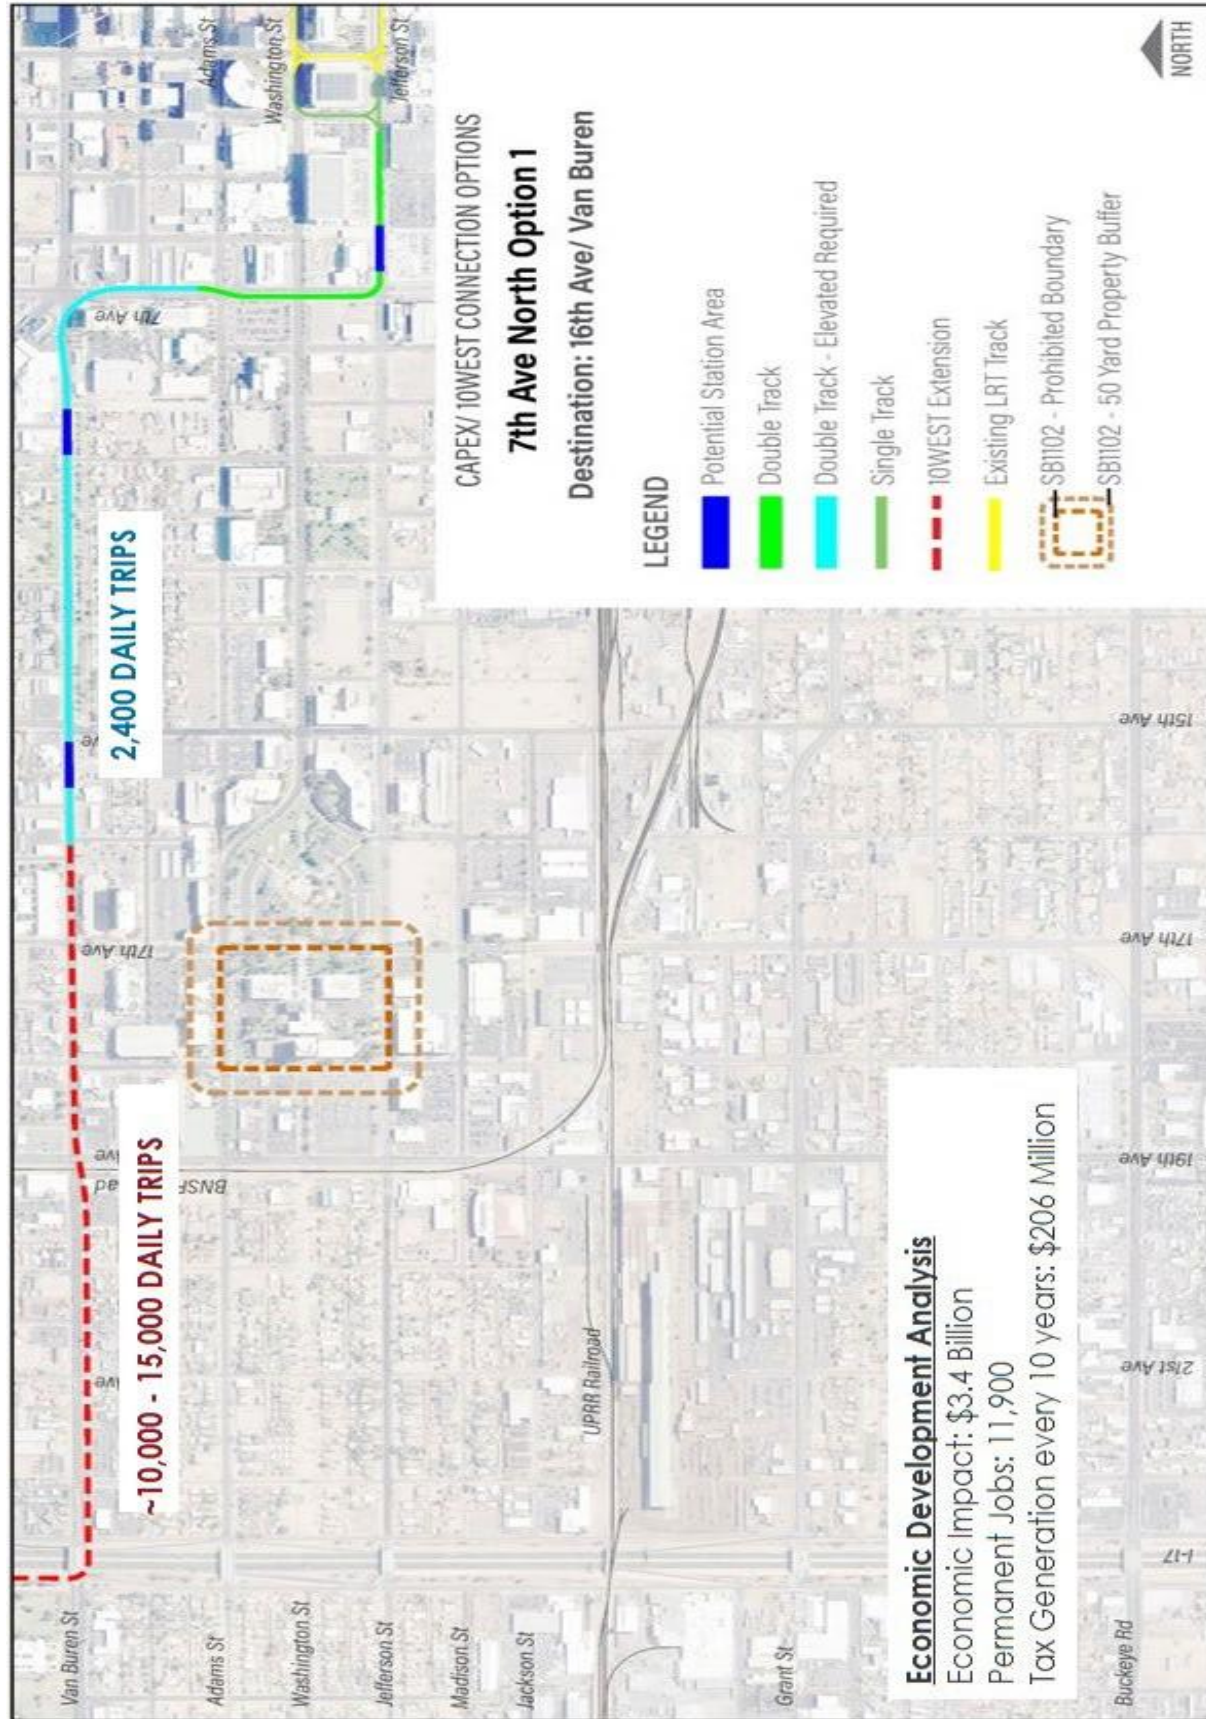 Adams St
Washington St
Jefferson St
7th Ave
2,400 DAILY TRIPS
17th Ave
~10,000 - 15,000 DAILY TRIPS
BNSF
Van Buren St
Adams St
Washington St
Jefferson St
Madison St
Jackson St
UPRR Railroad
Grant St
Buckeye Rd
I-17
21st Ave
19th Ave
17th Ave
15th Ave
CAPEX/ 10WEST CONNECTION OPTIONS
7th Ave North Option 1
Destination: 16th Ave/ Van Buren
LEGEND
Potential Station Area
Double Track
Double Track - Elevated Required
Single Track
10WEST Extension
Existing LRT Track
SB1102 - Prohibited Boundary
SB1102 - 50 Yard Property Buffer
NORTH
Economic Development Analysis
Economic Impact: $3.4 Billion
Permanent Jobs: 11,900
Tax Generation every 10 years: $206 Million